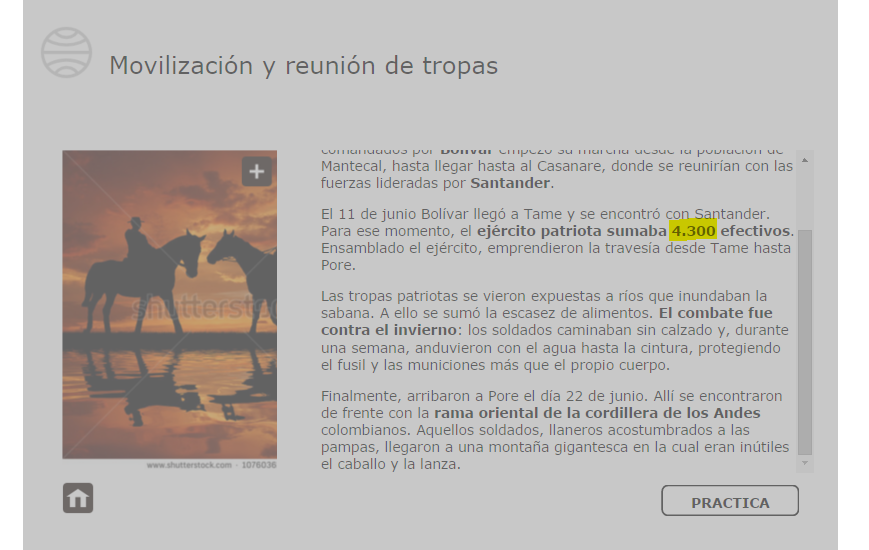 Movilización y reunión de tropas
comandados por Bolívar empezó su marcha desde la población de
Mantecal, hasta llegar hasta al Casanare, donde se reunirían con las
fuerzas lideradas por Santander.
El 11 de junio Bolívar llegó a Tame y se encontró con Santander.
Para ese momento, el ejército patriota sumaba 4.300 efectivos.
Ensamblado el ejército, emprendieron la travesía desde Tame hasta
Pore.
Las tropas patriotas se vieron expuestas a ríos que inundaban la
sabana. A ello se sumó la escasez de alimentos. El combate fue
contra el invierno: los soldados caminaban sin calzado y, durante
una semana, anduvieron con el agua hasta la cintura, protegiendo
el fusil y las municiones más que el propio cuerpo.
Finalmente, arribaron a Pore el día 22 de junio. Allí se encontraron
de frente con la rama oriental de la cordillera de los Andes
colombianos. Aquellos soldados, llaneros acostumbrados a las
pampas, llegaron a una montaña gigantesca en la cual eran inútiles
el caballo y la lanza.
shutterstoc
www.shutterstock.com · 1076036
PRACTICA